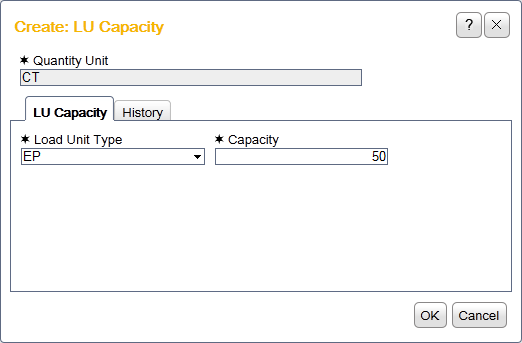 Create: LU Capacity
?
✶ Quantity Unit
CT
LU Capacity History
✶ Load Unit Type ✶ Capacity
EP 50
OK Cancel